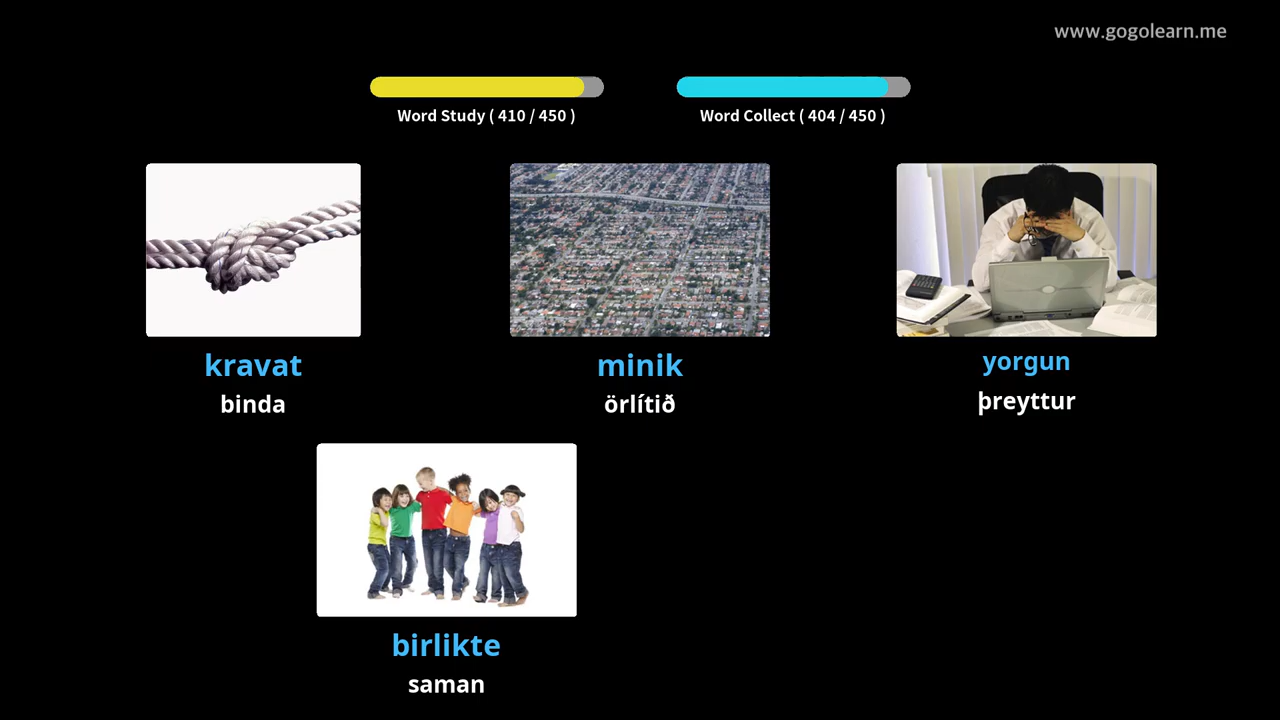 www.gogolearn.me
Word Study ( 410 / 450 )
Word Collect ( 404 / 450 )
kravat
binda
minik
örlítið
yorgun
þreyttur
birlikte
saman